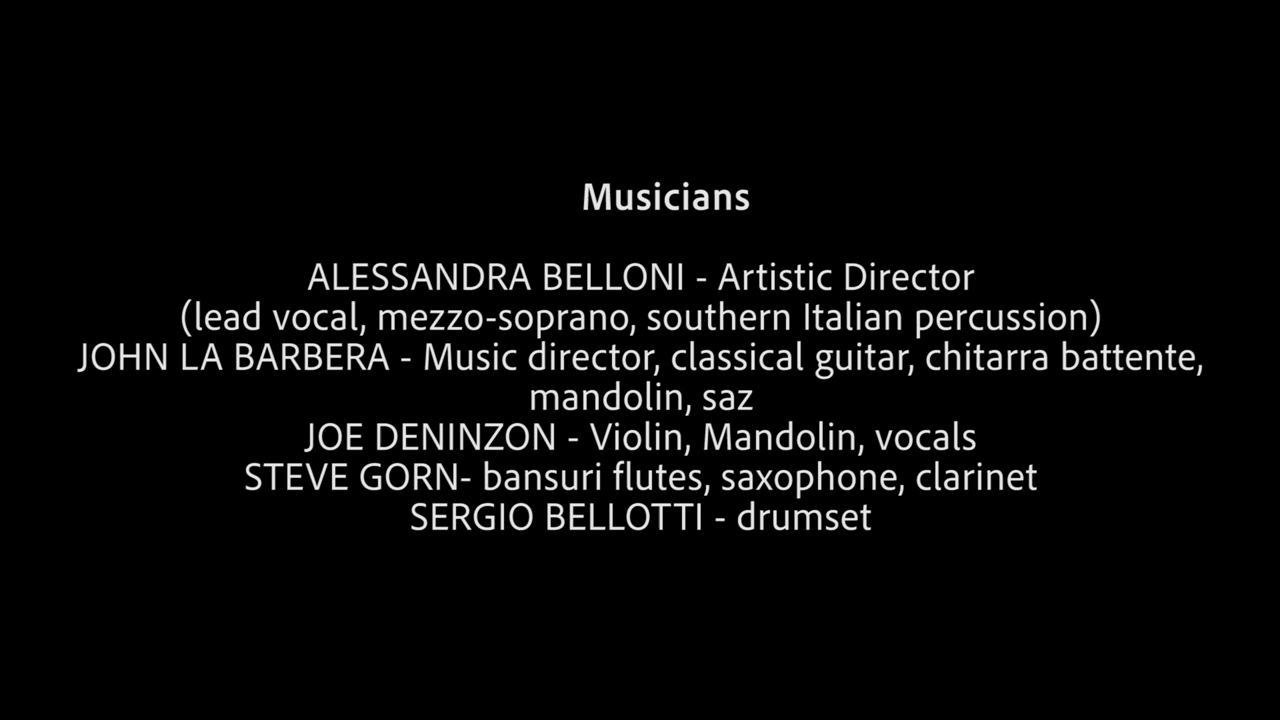 Musicians
ALESSANDRA BELLONI - Artistic Director
(lead vocal, mezzo-soprano, southern Italian percussion)
JOHN LA BARBERA - Music director, classical guitar, chitarra battente,
mandolin, saz
JOE DENINZON - Violin, Mandolin, vocals
STEVE GORN- bansuri flutes, saxophone, clarinet
SERGIO BELLOTTI - drumset